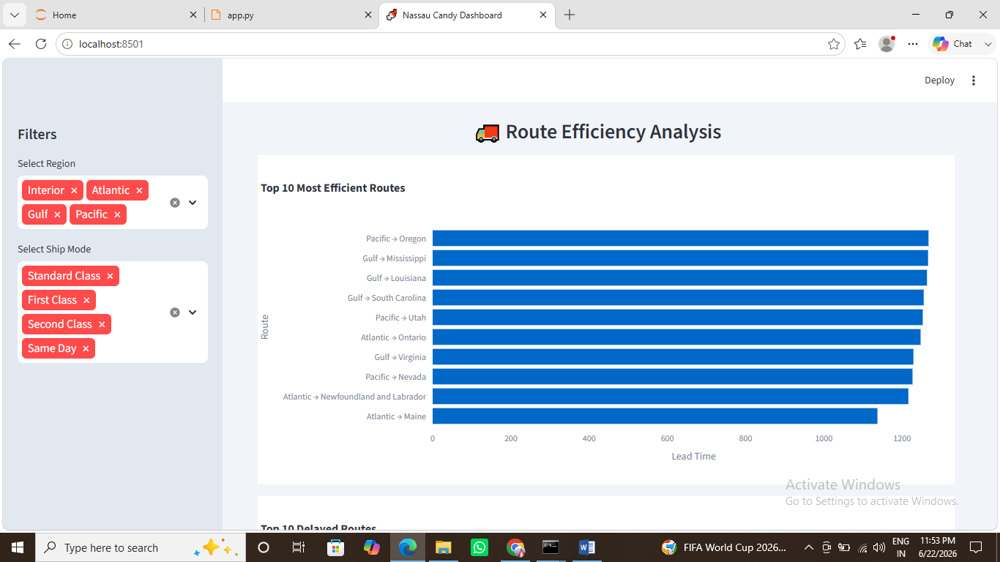 Home
app.py
Nassau Candy Dashboard
localhost:8501
Chat
Deploy
Filters
Select Region
Interior
Atlantic
Gulf
Pacific
Select Ship Mode
Standard Class
First Class
Second Class
Same Day
Route Efficiency Analysis
Top 10 Most Efficient Routes
Route
Pacific → Oregon
Gulf → Mississippi
Gulf → Louisiana
Gulf → South Carolina
Pacific → Utah
Atlantic → Ontario
Gulf → Virginia
Pacific → Nevada
Atlantic → Newfoundland and Labrador
Atlantic → Maine
0 200 400 600 800 1000 1200
Lead Time
Activate Windows
Go to Settings to activate Windows.
Top 10 Delayed Routes
Type here to search
FIFA World Cup 2026...
ENG
IN
11:53 PM
6/22/2026